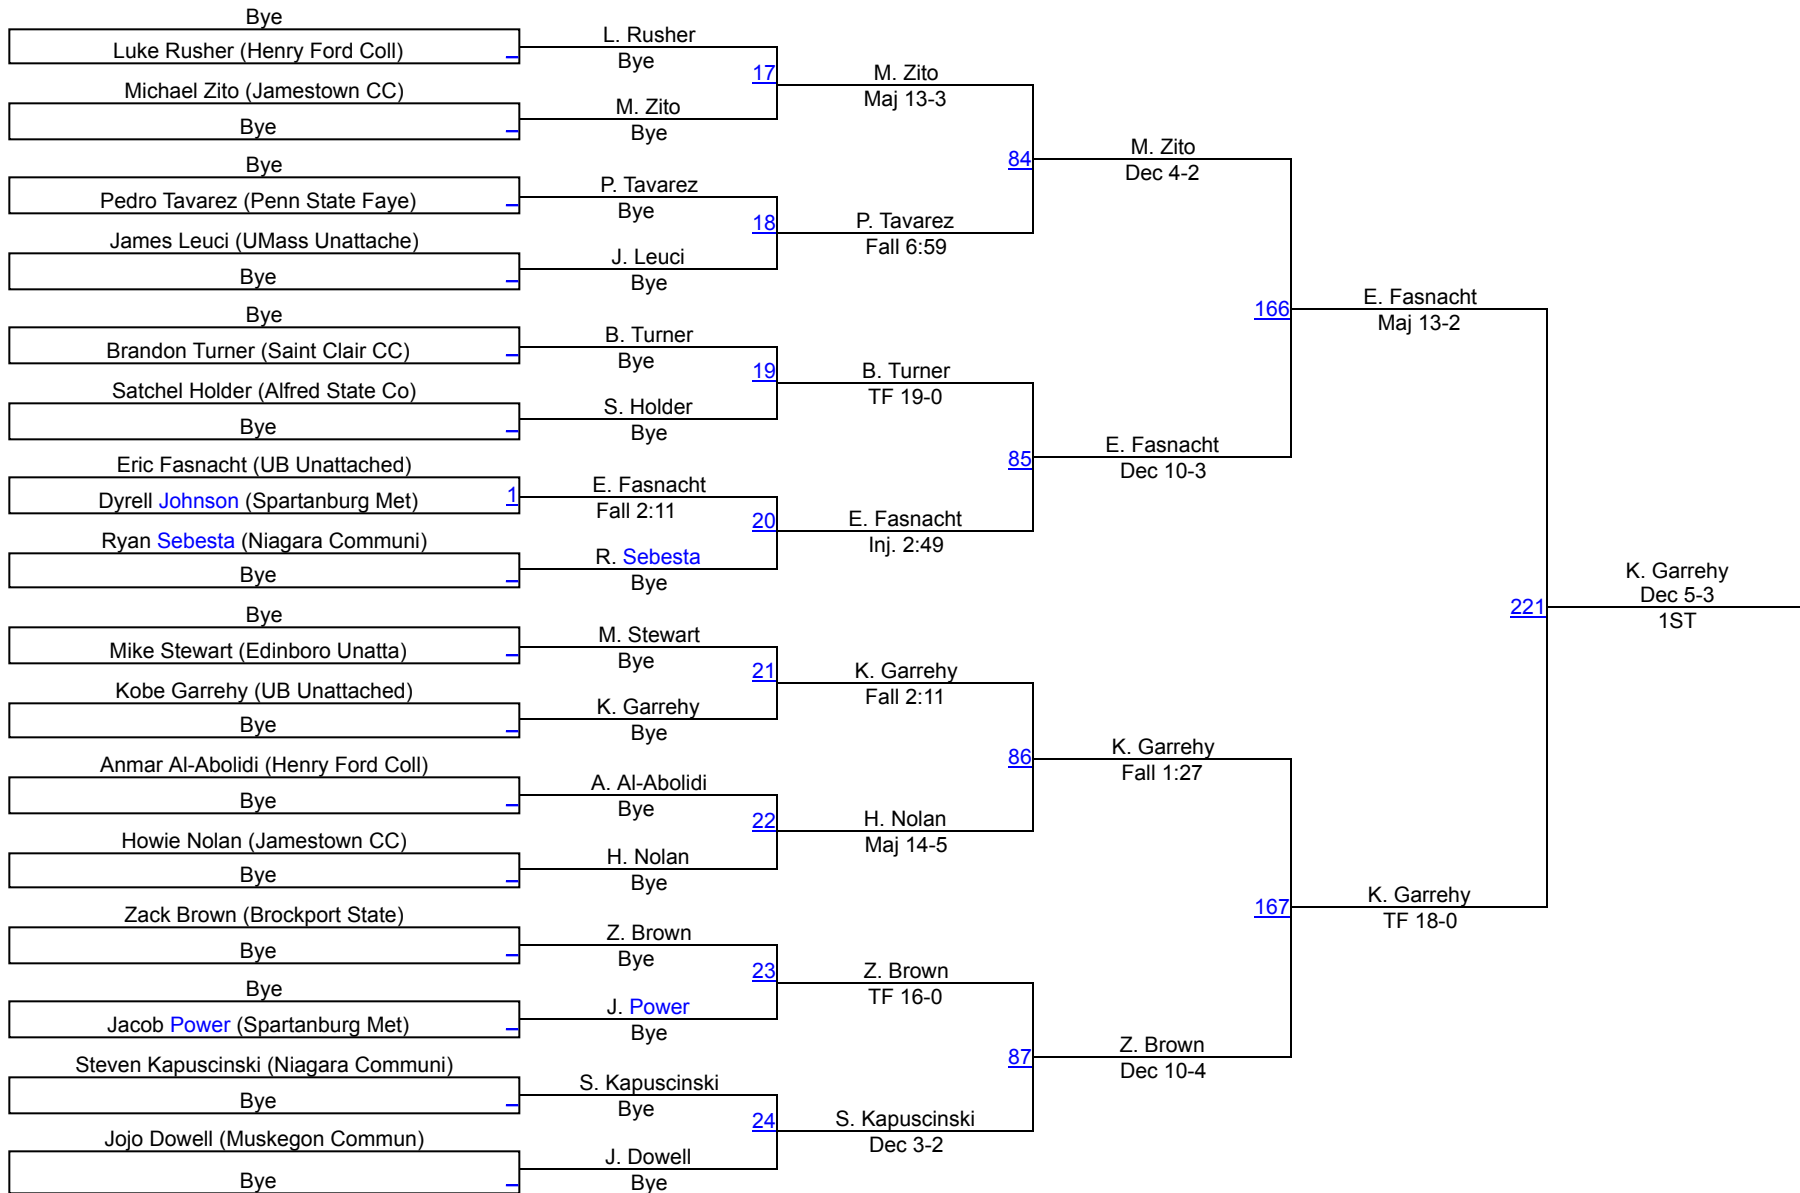 Bye
Luke Rusher (Henry Ford Coll)
Michael Zito (Jamestown CC)
Bye
Bye
Pedro Tavarez (Penn State Faye)
James Leuci (UMass Unattache)
Bye
Bye
Brandon Turner (Saint Clair CC)
Satchel Holder (Alfred State Co)
Bye
Eric Fasnacht (UB Unattached)
Dyrell Johnson (Spartanburg Met) 1
Ryan Sebesta (Niagara Communi)
Bye
Bye
Mike Stewart (Edinboro Unatta)
Kobe Garrehy (UB Unattached)
Bye
Anmar Al-Abolidi (Henry Ford Coll)
Bye
Howie Nolan (Jamestown CC)
Bye
Zack Brown (Brockport State)
Bye
Bye
Jacob Power (Spartanburg Met)
Steven Kapuscinski (Niagara Communi)
Bye
Jojo Dowell (Muskegon Commun)
Bye
L. Rusher
Bye
17
M. Zito
Bye
P. Tavarez
Bye
18
J. Leuci
Bye
B. Turner
Bye
19
S. Holder
Bye
E. Fasnacht
Fall 2:11
20
R. Sebesta
Bye
M. Stewart
Bye
21
K. Garrehy
Bye
A. Al-Abolidi
Bye
22
H. Nolan
Bye
Z. Brown
Bye
23
J. Power
Bye
S. Kapuscinski
Bye
24
J. Dowell
Bye
M. Zito
Maj 13-3
84
P. Tavarez
Fall 6:59
B. Turner
TF 19-0
85
E. Fasnacht
Inj. 2:49
K. Garrehy
Fall 2:11
86
H. Nolan
Maj 14-5
Z. Brown
TF 16-0
87
S. Kapuscinski
Dec 3-2
M. Zito
Dec 4-2
166
E. Fasnacht
Dec 10-3
K. Garrehy
Fall 1:27
167
Z. Brown
Dec 10-4
E. Fasnacht
Maj 13-2
221
K. Garrehy
TF 18-0
K. Garrehy
Dec 5-3
1ST